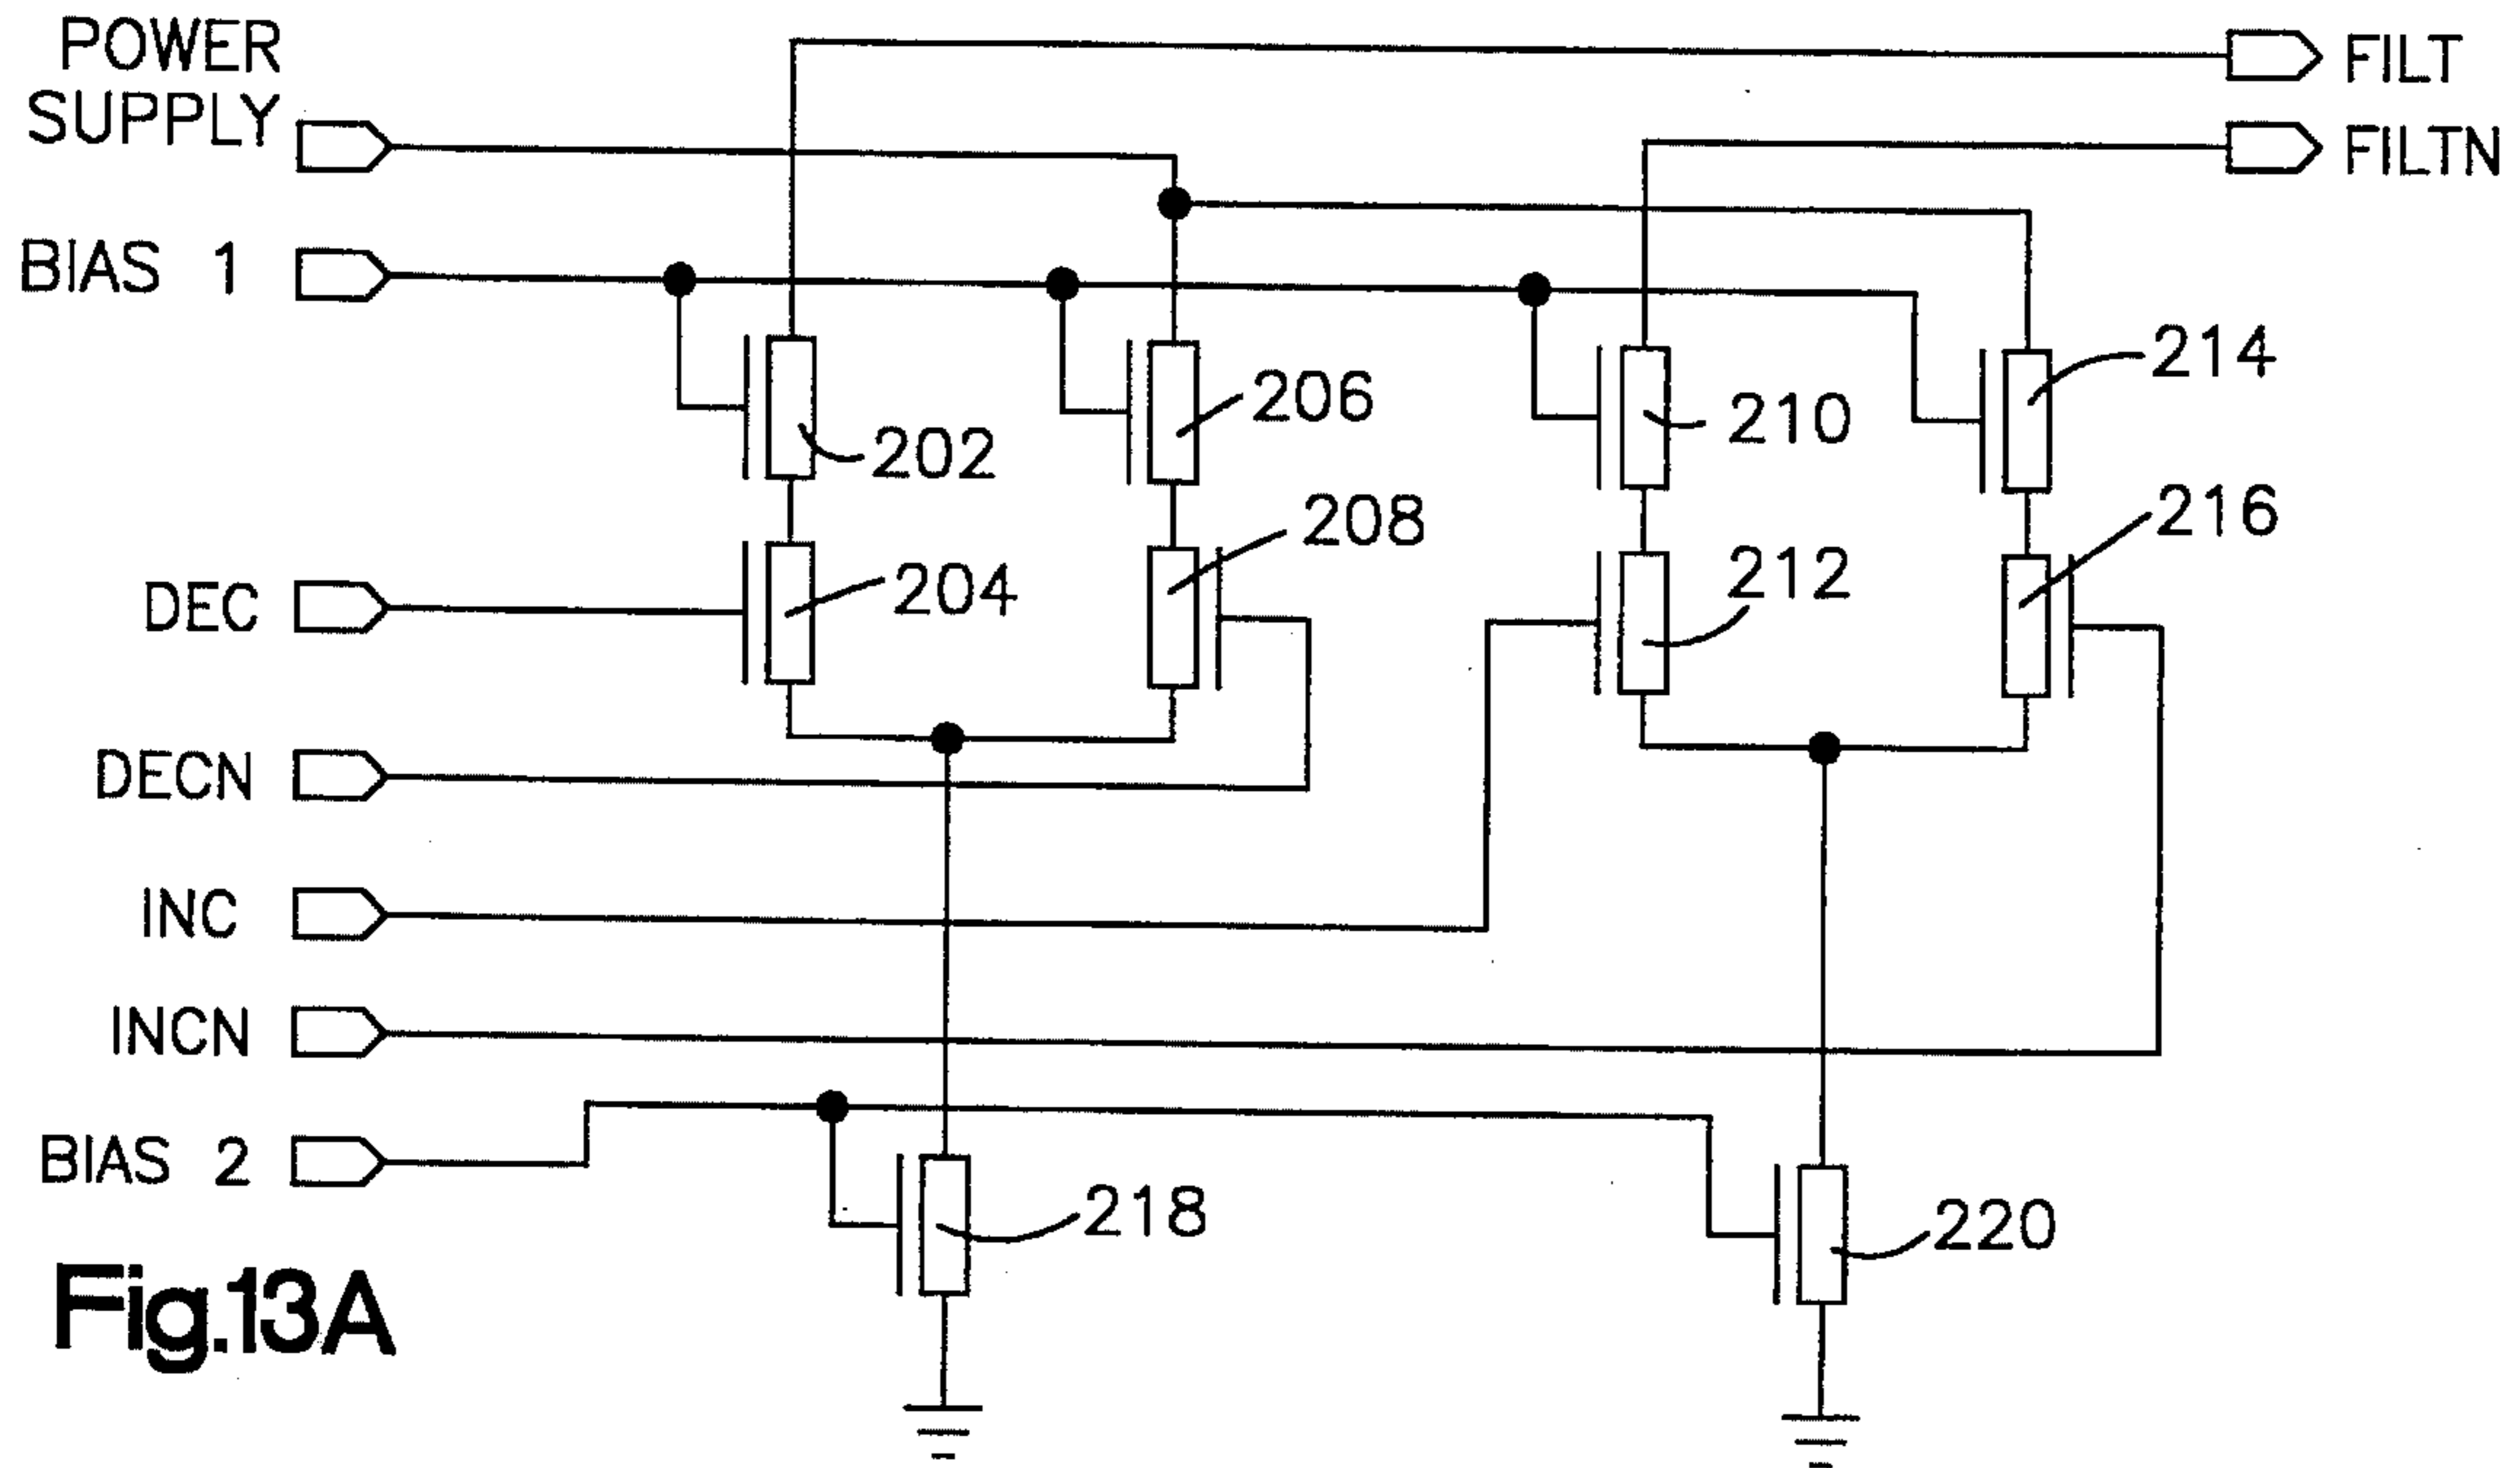 POWER
SUPPLY
FILT
FILTN
BIAS 1
214
206
210
202
216
208
212
204
DEC
DECN
INC
INCN
BIAS 2
218
220
Fig.13A